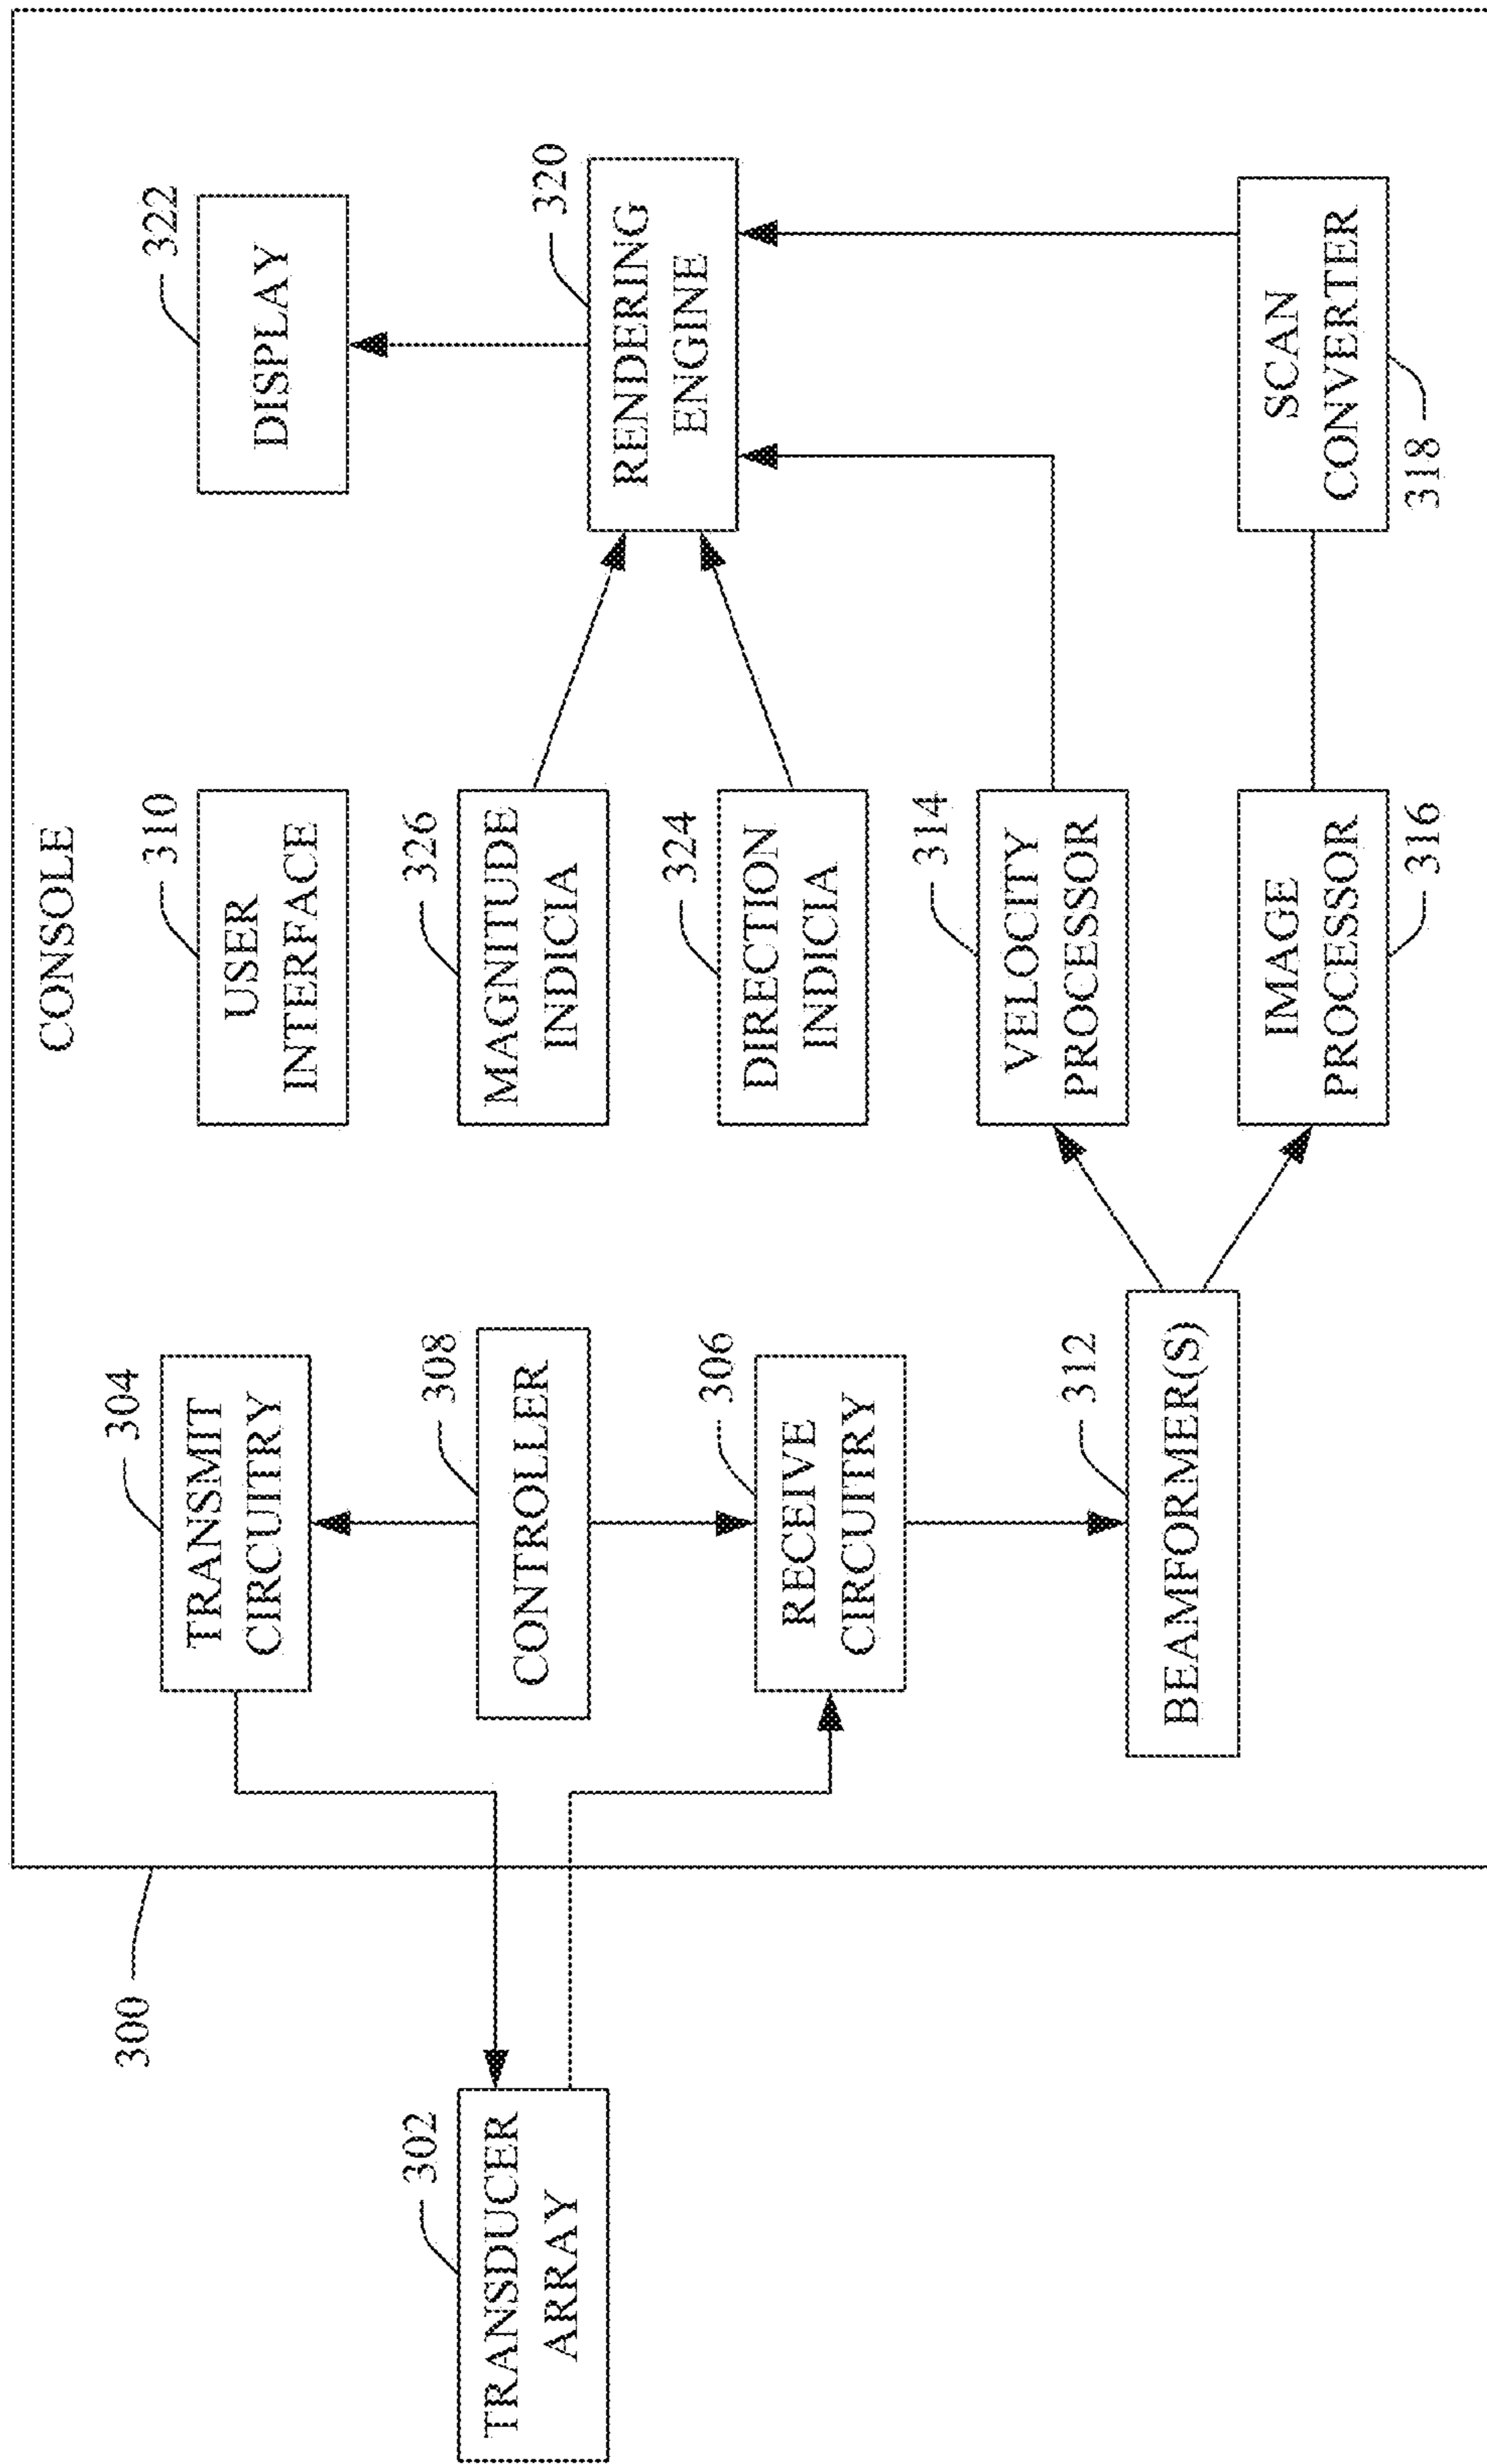 CONSOLE
300
302
TRANSDUCER
ARRAY
304
TRANSMIT
CIRCUITRY
308
CONTROLLER
306
RECEIVE
CIRCUITRY
312
BEAMFORMER(S)
310
USER
INTERFACE
326
MAGNITUDE
INDICIA
324
DIRECTION
INDICIA
314
VELOCITY
PROCESSOR
IMAGE
PROCESSOR
316
322
DISPLAY
320
RENDERING
ENGINE
SCAN
CONVERTER
318